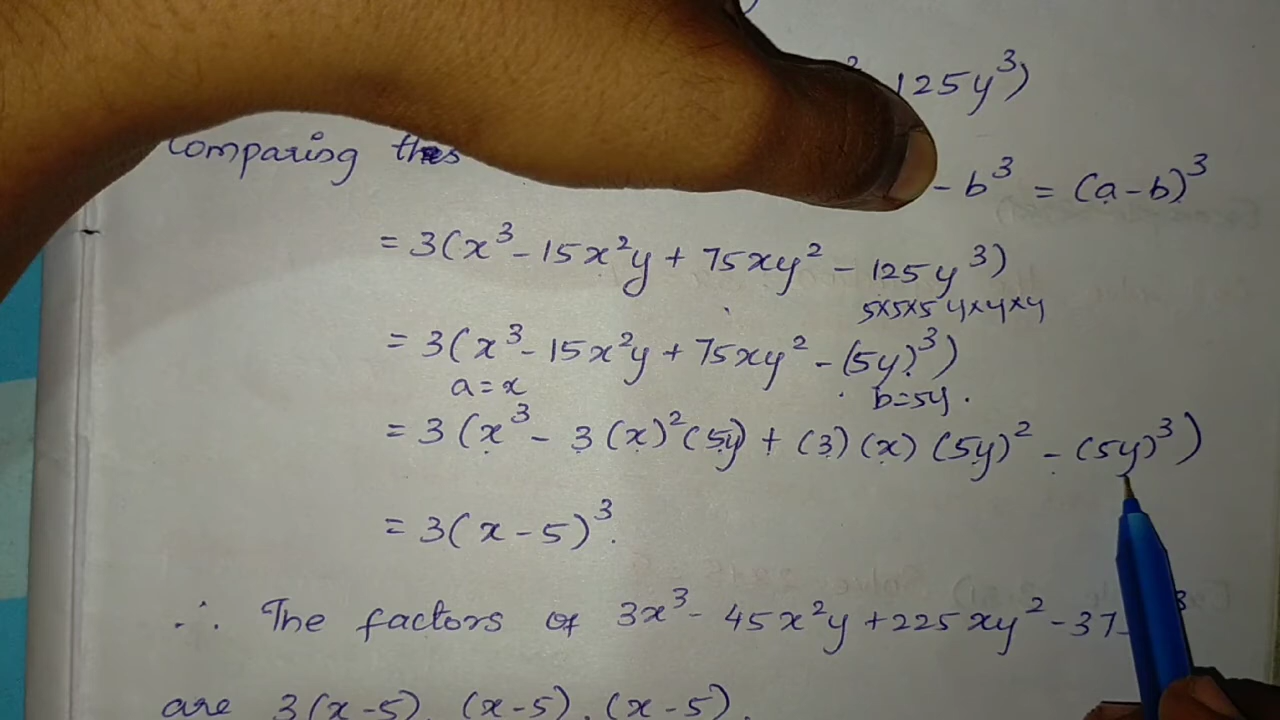 125y³)
Comparing this
- b³ = (a-b)³
= 3(x³ - 15x²y + 75xy² - 125y³)
5x5x5 yxyxy
= 3(x³ - 15x²y + 75xy² - (5y)³)
a = x b=5y.
= 3(x³ - 3(x)²(5y) + (3)(x)(5y)² - (5y)³)
= 3(x-5)³.
∴ The factors of 3x³ - 45x²y + 225xy² - 37
are 3(x-5), (x-5), (x-5).